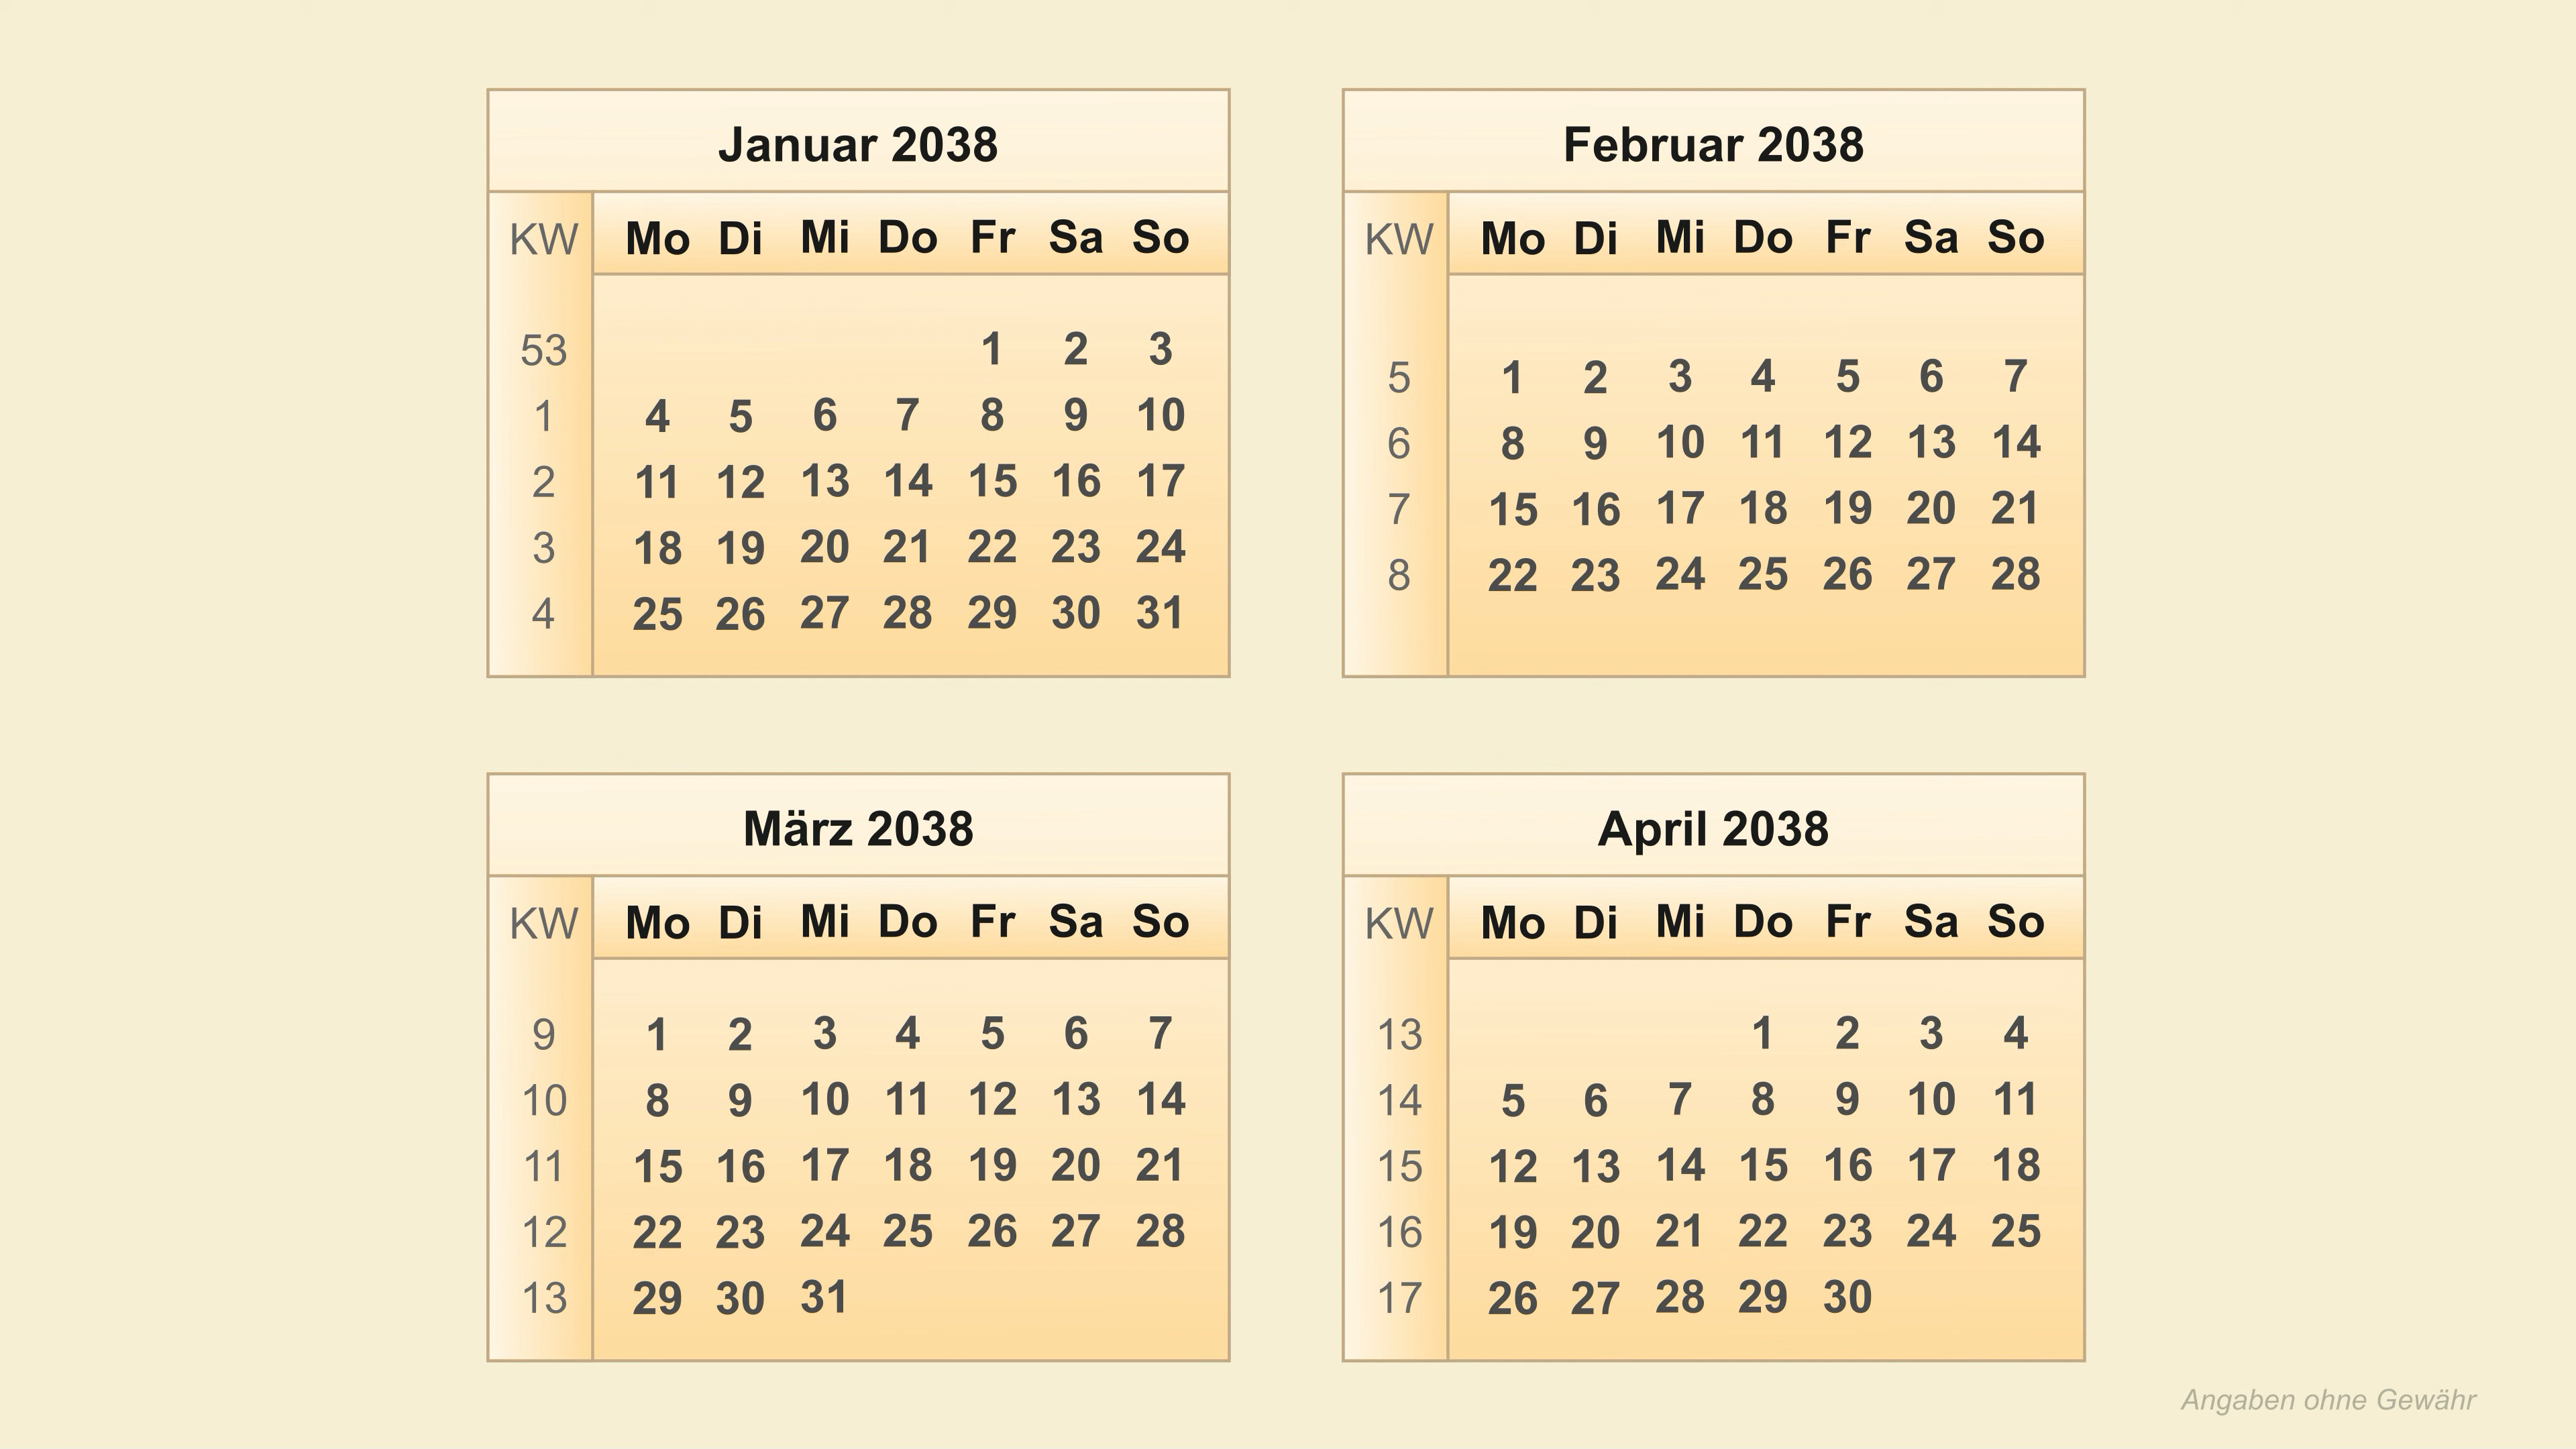 Januar 2038
KW Mo Di Mi Do Fr Sa So
53 1 2 3
1 4 5 6 7 8 9 10
2 11 12 13 14 15 16 17
3 18 19 20 21 22 23 24
4 25 26 27 28 29 30 31
Februar 2038
KW Mo Di Mi Do Fr Sa So
5 1 2 3 4 5 6 7
6 8 9 10 11 12 13 14
7 15 16 17 18 19 20 21
8 22 23 24 25 26 27 28
März 2038
KW Mo Di Mi Do Fr Sa So
9 1 2 3 4 5 6 7
10 8 9 10 11 12 13 14
11 15 16 17 18 19 20 21
12 22 23 24 25 26 27 28
13 29 30 31
April 2038
KW Mo Di Mi Do Fr Sa So
13 1 2 3 4
14 5 6 7 8 9 10 11
15 12 13 14 15 16 17 18
16 19 20 21 22 23 24 25
17 26 27 28 29 30
Angaben ohne Gewähr